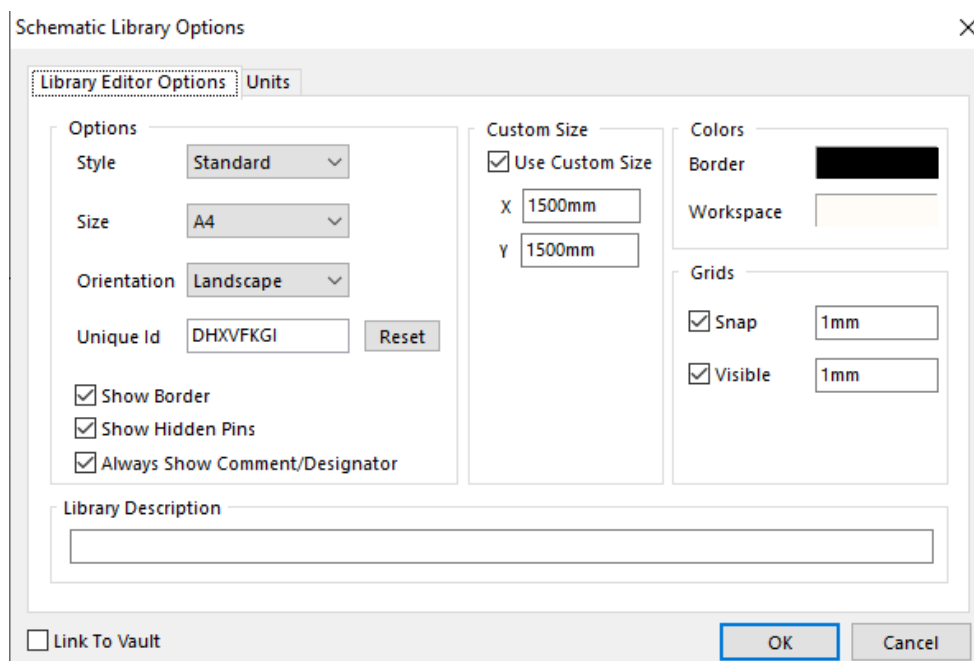 Schematic Library Options
Library Editor Options
Units
Options
Style
Standard
Size
A4
Orientation
Landscape
Unique Id
DHXVFKGI
Reset
Show Border
Show Hidden Pins
Always Show Comment/Designator
Custom Size
Use Custom Size
X
1500mm
Y
1500mm
Colors
Border
Workspace
Grids
Snap
1mm
Visible
1mm
Library Description
Link To Vault
OK
Cancel